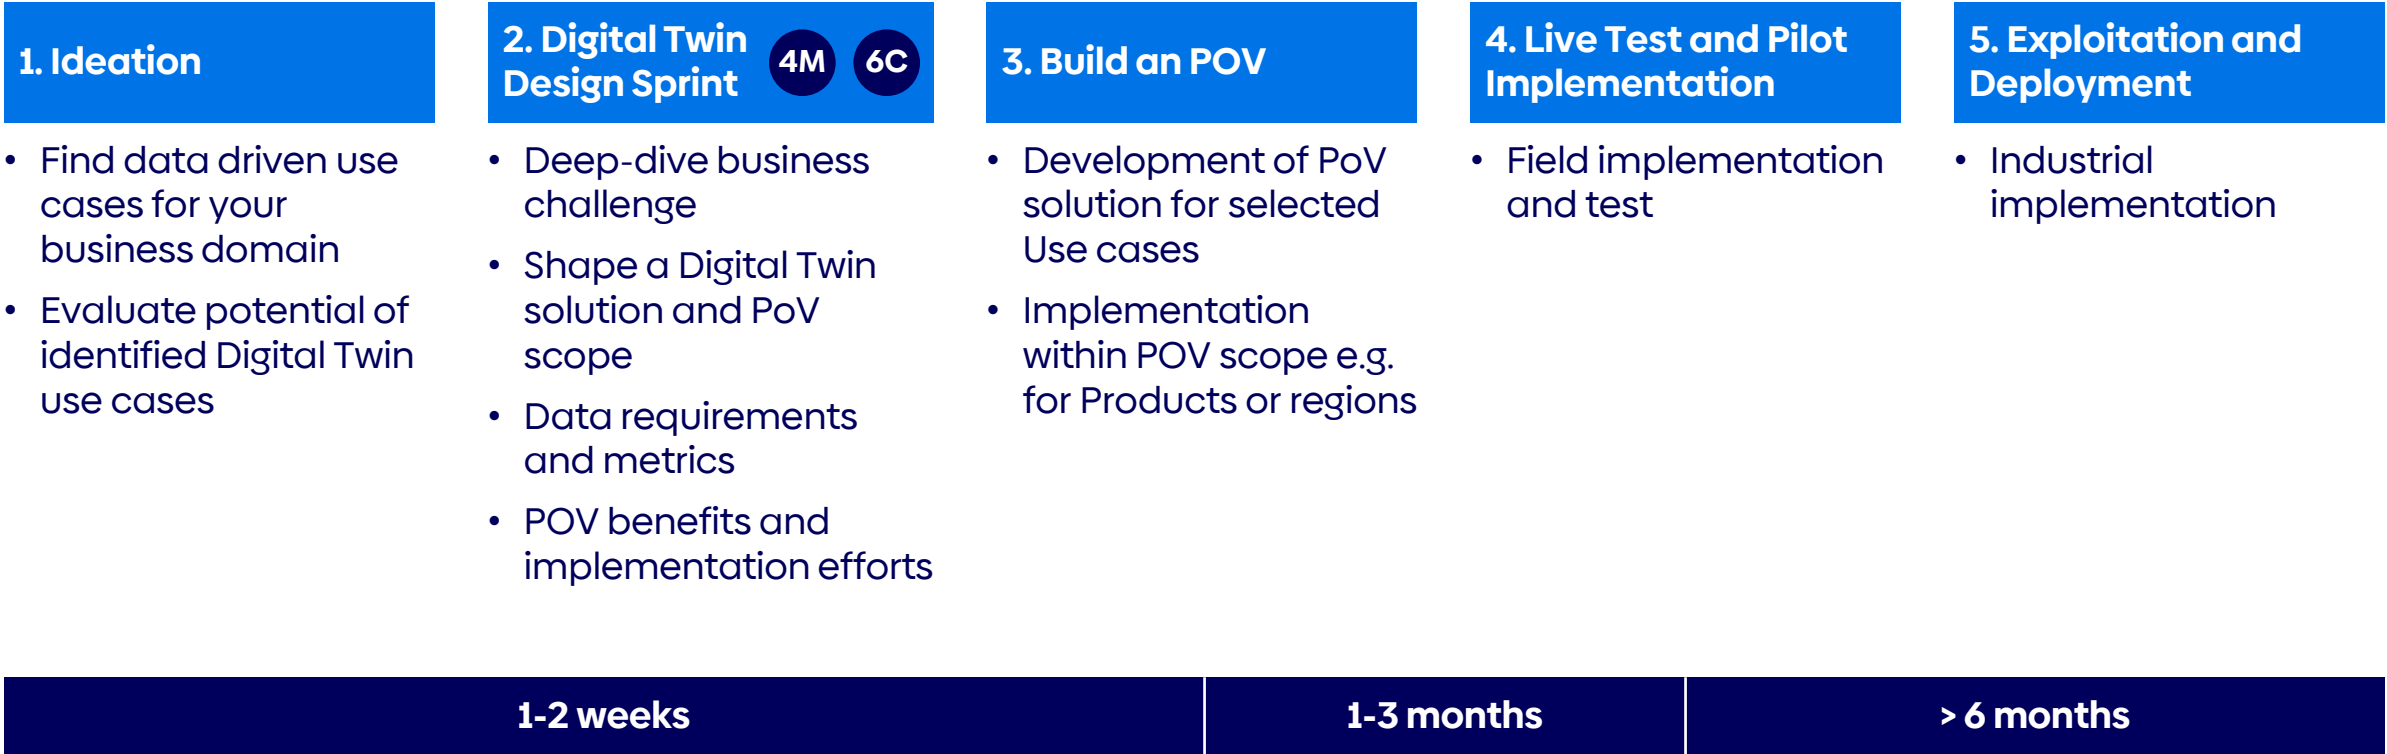 1. Ideation
• Find data driven use
cases for your
business domain
• Evaluate potential of
identified Digital Twin
use cases
2. Digital Twin
Design Sprint
4M
6C
• Deep-dive business
challenge
• Shape a Digital Twin
solution and PoV
scope
• Data requirements
and metrics
• POV benefits and
implementation efforts
3. Build an POV
• Development of PoV
solution for selected
Use cases
• Implementation
within POV scope e.g.
for Products or regions
4. Live Test and Pilot
Implementation
• Field implementation
and test
5. Exploitation and
Deployment
• Industrial
implementation
1-2 weeks
1-3 months
> 6 months